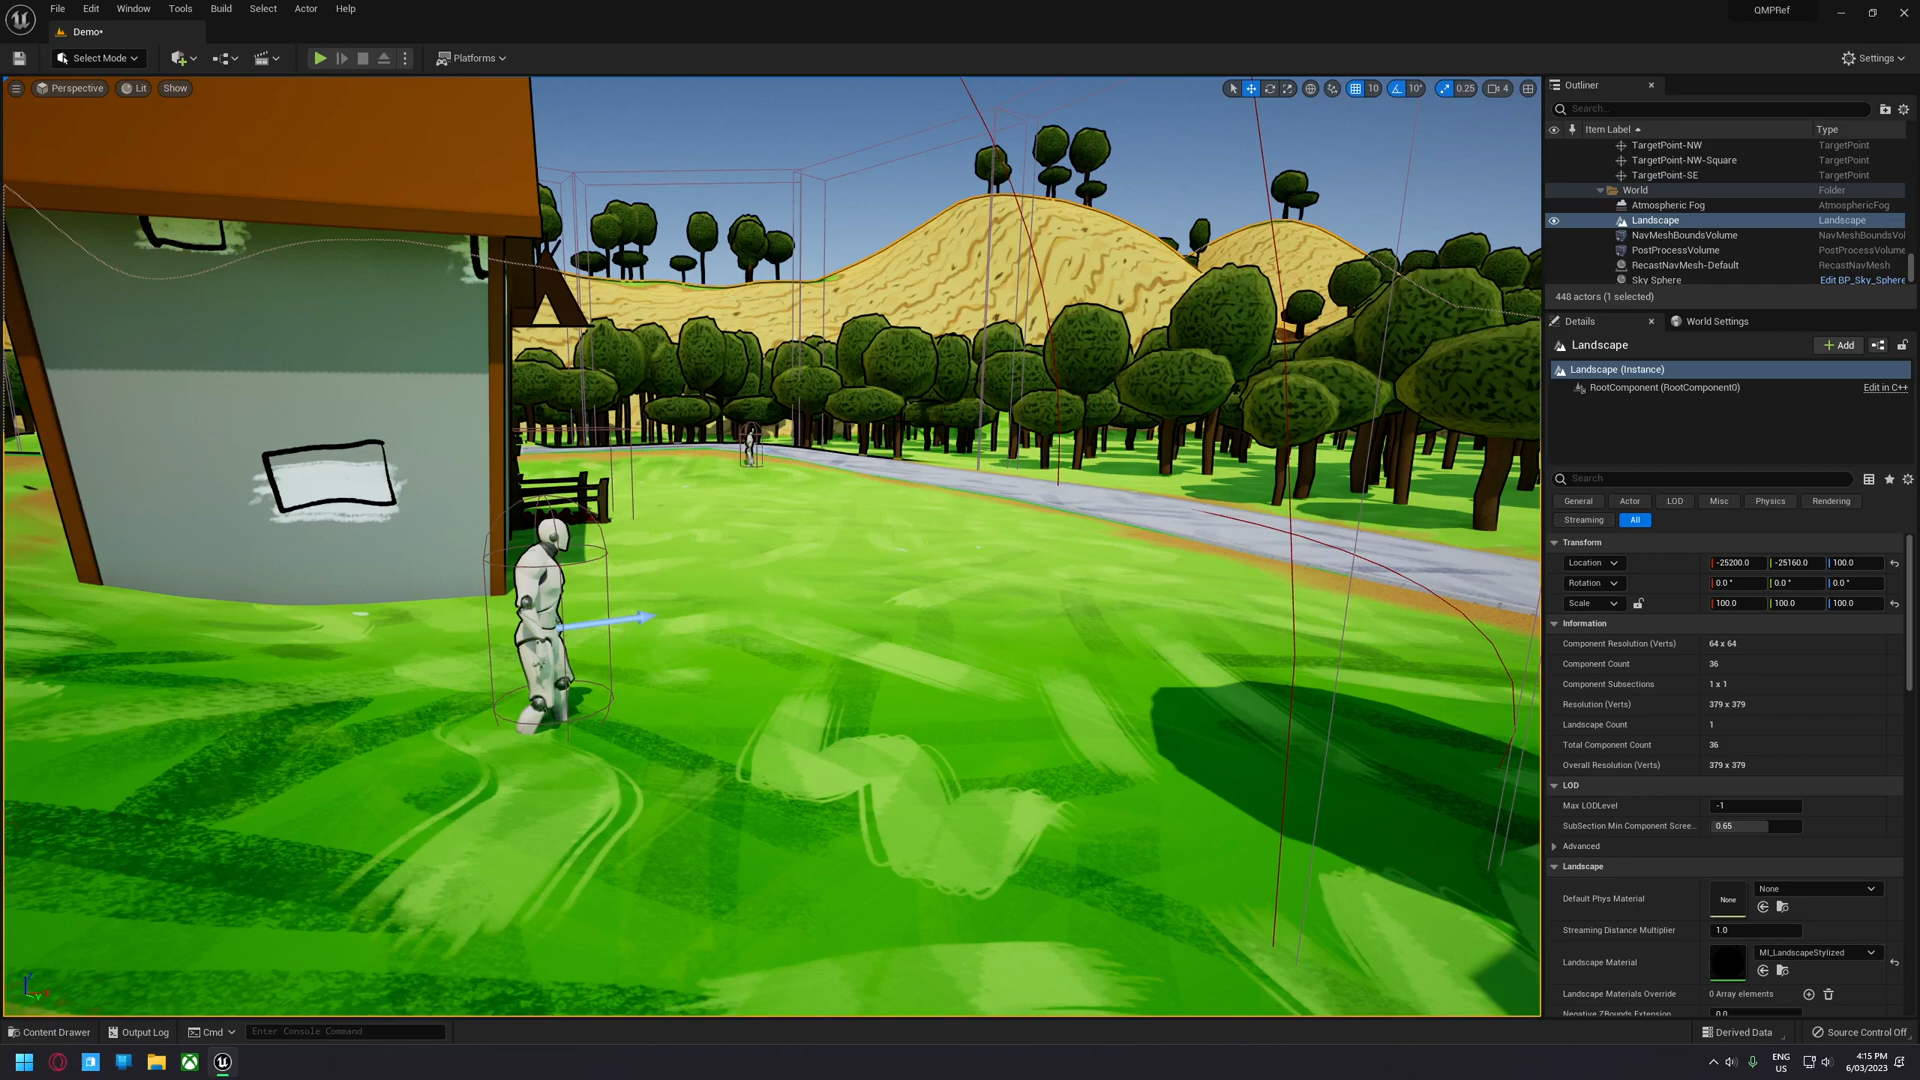 File Edit Window Tools Build Select Actor Help
QMPRef
Demo•
Select Mode
Platforms
Settings
Perspective Lit Show
10 10° 0.25 4
Outliner
Search...
Item Label Type
TargetPoint-NW TargetPoint
TargetPoint-NW-Square TargetPoint
TargetPoint-SE TargetPoint
World Folder
Atmospheric Fog AtmosphericFog
Landscape Landscape
NavMeshBoundsVolume NavMeshBoundsVol
PostProcessVolume PostProcessVolume
RecastNavMesh-Default RecastNavMesh
Sky Sphere Edit BP_Sky_Sphere
448 actors (1 selected)
Details World Settings
Landscape Add
Landscape (Instance)
RootComponent (RootComponent0) Edit in C++
Search
General Actor LOD Misc Physics Rendering
Streaming All
Transform
Location -25200.0 -25160.0 100.0
Rotation 0.0° 0.0° 0.0°
Scale 100.0 100.0 100.0
Information
Component Resolution (Verts) 64 x 64
Component Count 36
Component Subsections 1 x 1
Resolution (Verts) 379 x 379
Landscape Count 1
Total Component Count 36
Overall Resolution (Verts) 379 x 379
LOD
Max LODLevel -1
SubSection Min Component Scree... 0.65
Advanced
Landscape
None
Default Phys Material None
Streaming Distance Multiplier 1.0
MI_LandscapeStylized
Landscape Material
Landscape Materials Override 0 Array elements
Negative ZBounds Extension 0.0
Content Drawer Output Log Cmd Enter Console Command
Derived Data Source Control Off
ENG
US
4:15 PM
6/03/2023